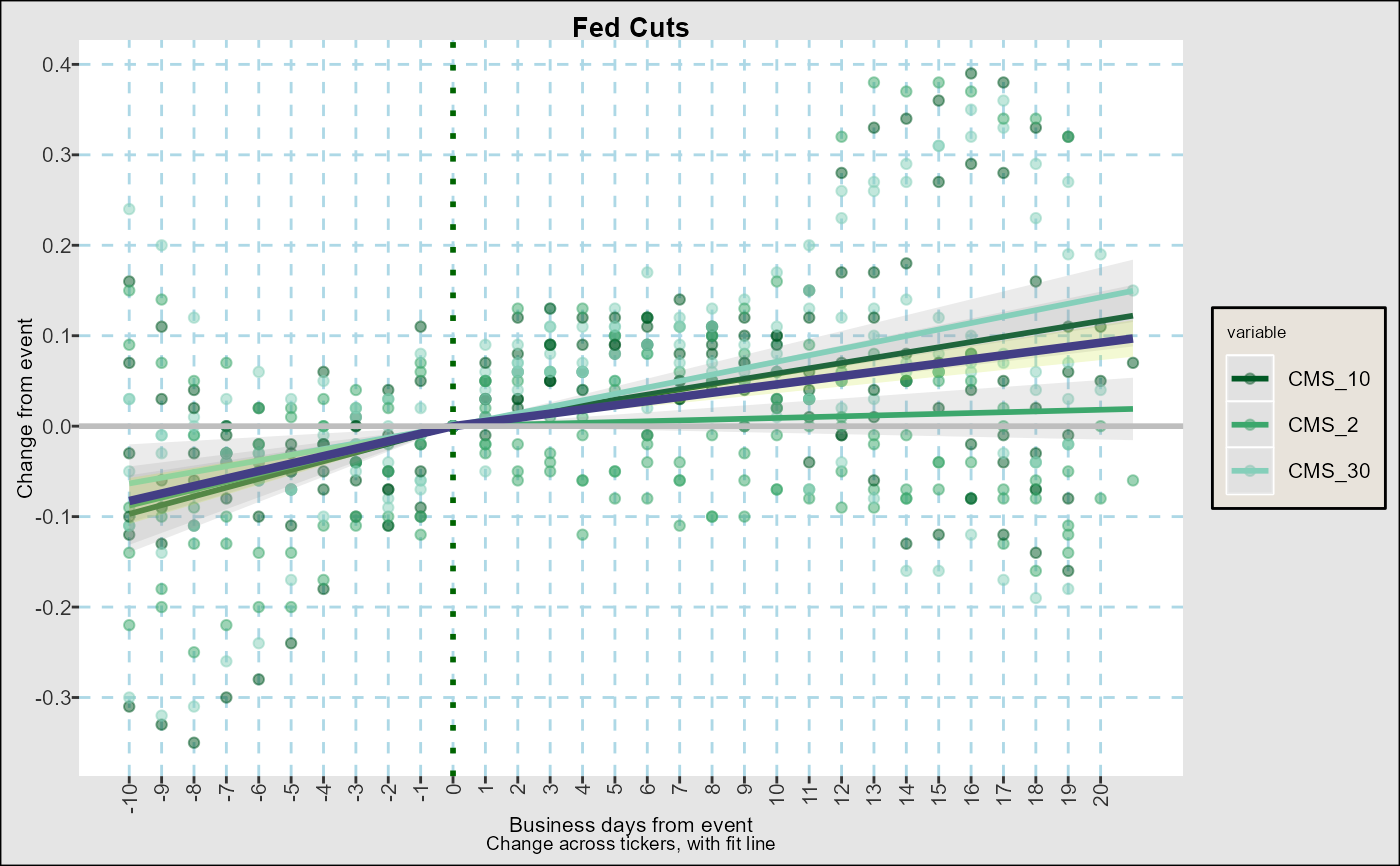 Fed Cuts
Change from event
0.4
0.3
0.2
0.1
0.0
-0.1
-0.2
-0.3
-10 -9 -8 -7 -6 -5 -4 -3 -2 -1 0 1 2 3 4 5 6 7 8 9 10 11 12 13 14 15 16 17 18 19 20
Business days from event
Change across tickers, with fit line
variable
CMS_10
CMS_2
CMS_30